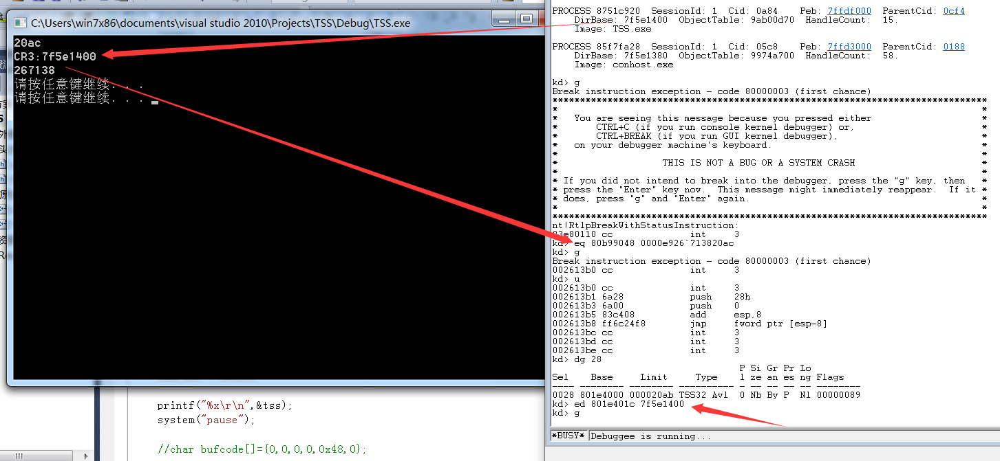 C:\Users\win7x86\documents\visual studio 2010\Projects\TSS\Debug\TSS.exe
20ac
CR3:7f5e1400
267138
请按任意键继续. . .
请按任意键继续. . .
printf("%x\r\n",&tss);
system("pause");
//char bufcode[]={0,0,0,0,0x48,0};
PROCESS 8751c920  SessionId: 1  Cid: 0a84    Peb: 7ffdf000  ParentCid: 0cf4
DirBase: 7f5e1400  ObjectTable: 9ab00d70  HandleCount:  15.
Image: TSS.exe
PROCESS 85f7fa28  SessionId: 1  Cid: 05c8    Peb: 7ffd3000  ParentCid: 0188
DirBase: 7f5e1380  ObjectTable: 9974a700  HandleCount:  58.
Image: conhost.exe
kd> g
Break instruction exception - code 80000003 (first chance)
*******************************************************************************
*                                                                             *
*   You are seeing this message because you pressed either                    *
*       CTRL+C (if you run console kernel debugger) or,                       *
*       CTRL+BREAK (if you run GUI kernel debugger),                          *
*   on your debugger machine's keyboard.                                      *
*                                                                             *
*                   THIS IS NOT A BUG OR A SYSTEM CRASH                       *
*                                                                             *
* If you did not intend to break into the debugger, press the "g" key, then   *
* press the "Enter" key now.  This message might immediately reappear.  If it *
* does, press "g" and "Enter" again.                                          *
*                                                                             *
*******************************************************************************
nt!RtlpBreakWithStatusInstruction:
83e80110 cc              int     3
kd> eq 80b99048 0000e926`713820ac
kd> g
Break instruction exception - code 80000003 (first chance)
002613b0 cc              int     3
kd> u
002613b0 cc              int     3
002613b1 6a28            push    28h
002613b3 6a00            push    0
002613b5 83c408          add     esp,8
002613b8 ff6c24f8        jmp     fword ptr [esp-8]
002613bc cc              int     3
002613bd cc              int     3
002613be cc              int     3
kd> dg 28
P Si Gr Pr Lo
Sel    Base     Limit     Type    l ze an es ng Flags
---- -------- -------- ---------- - -- -- -- -- --------
0028 801e4000 000020ab TSS32 Avl  0 Nb By P  Nl 00000089
kd> ed 801e401c 7f5e1400
kd> g
*BUSY* Debuggee is running...